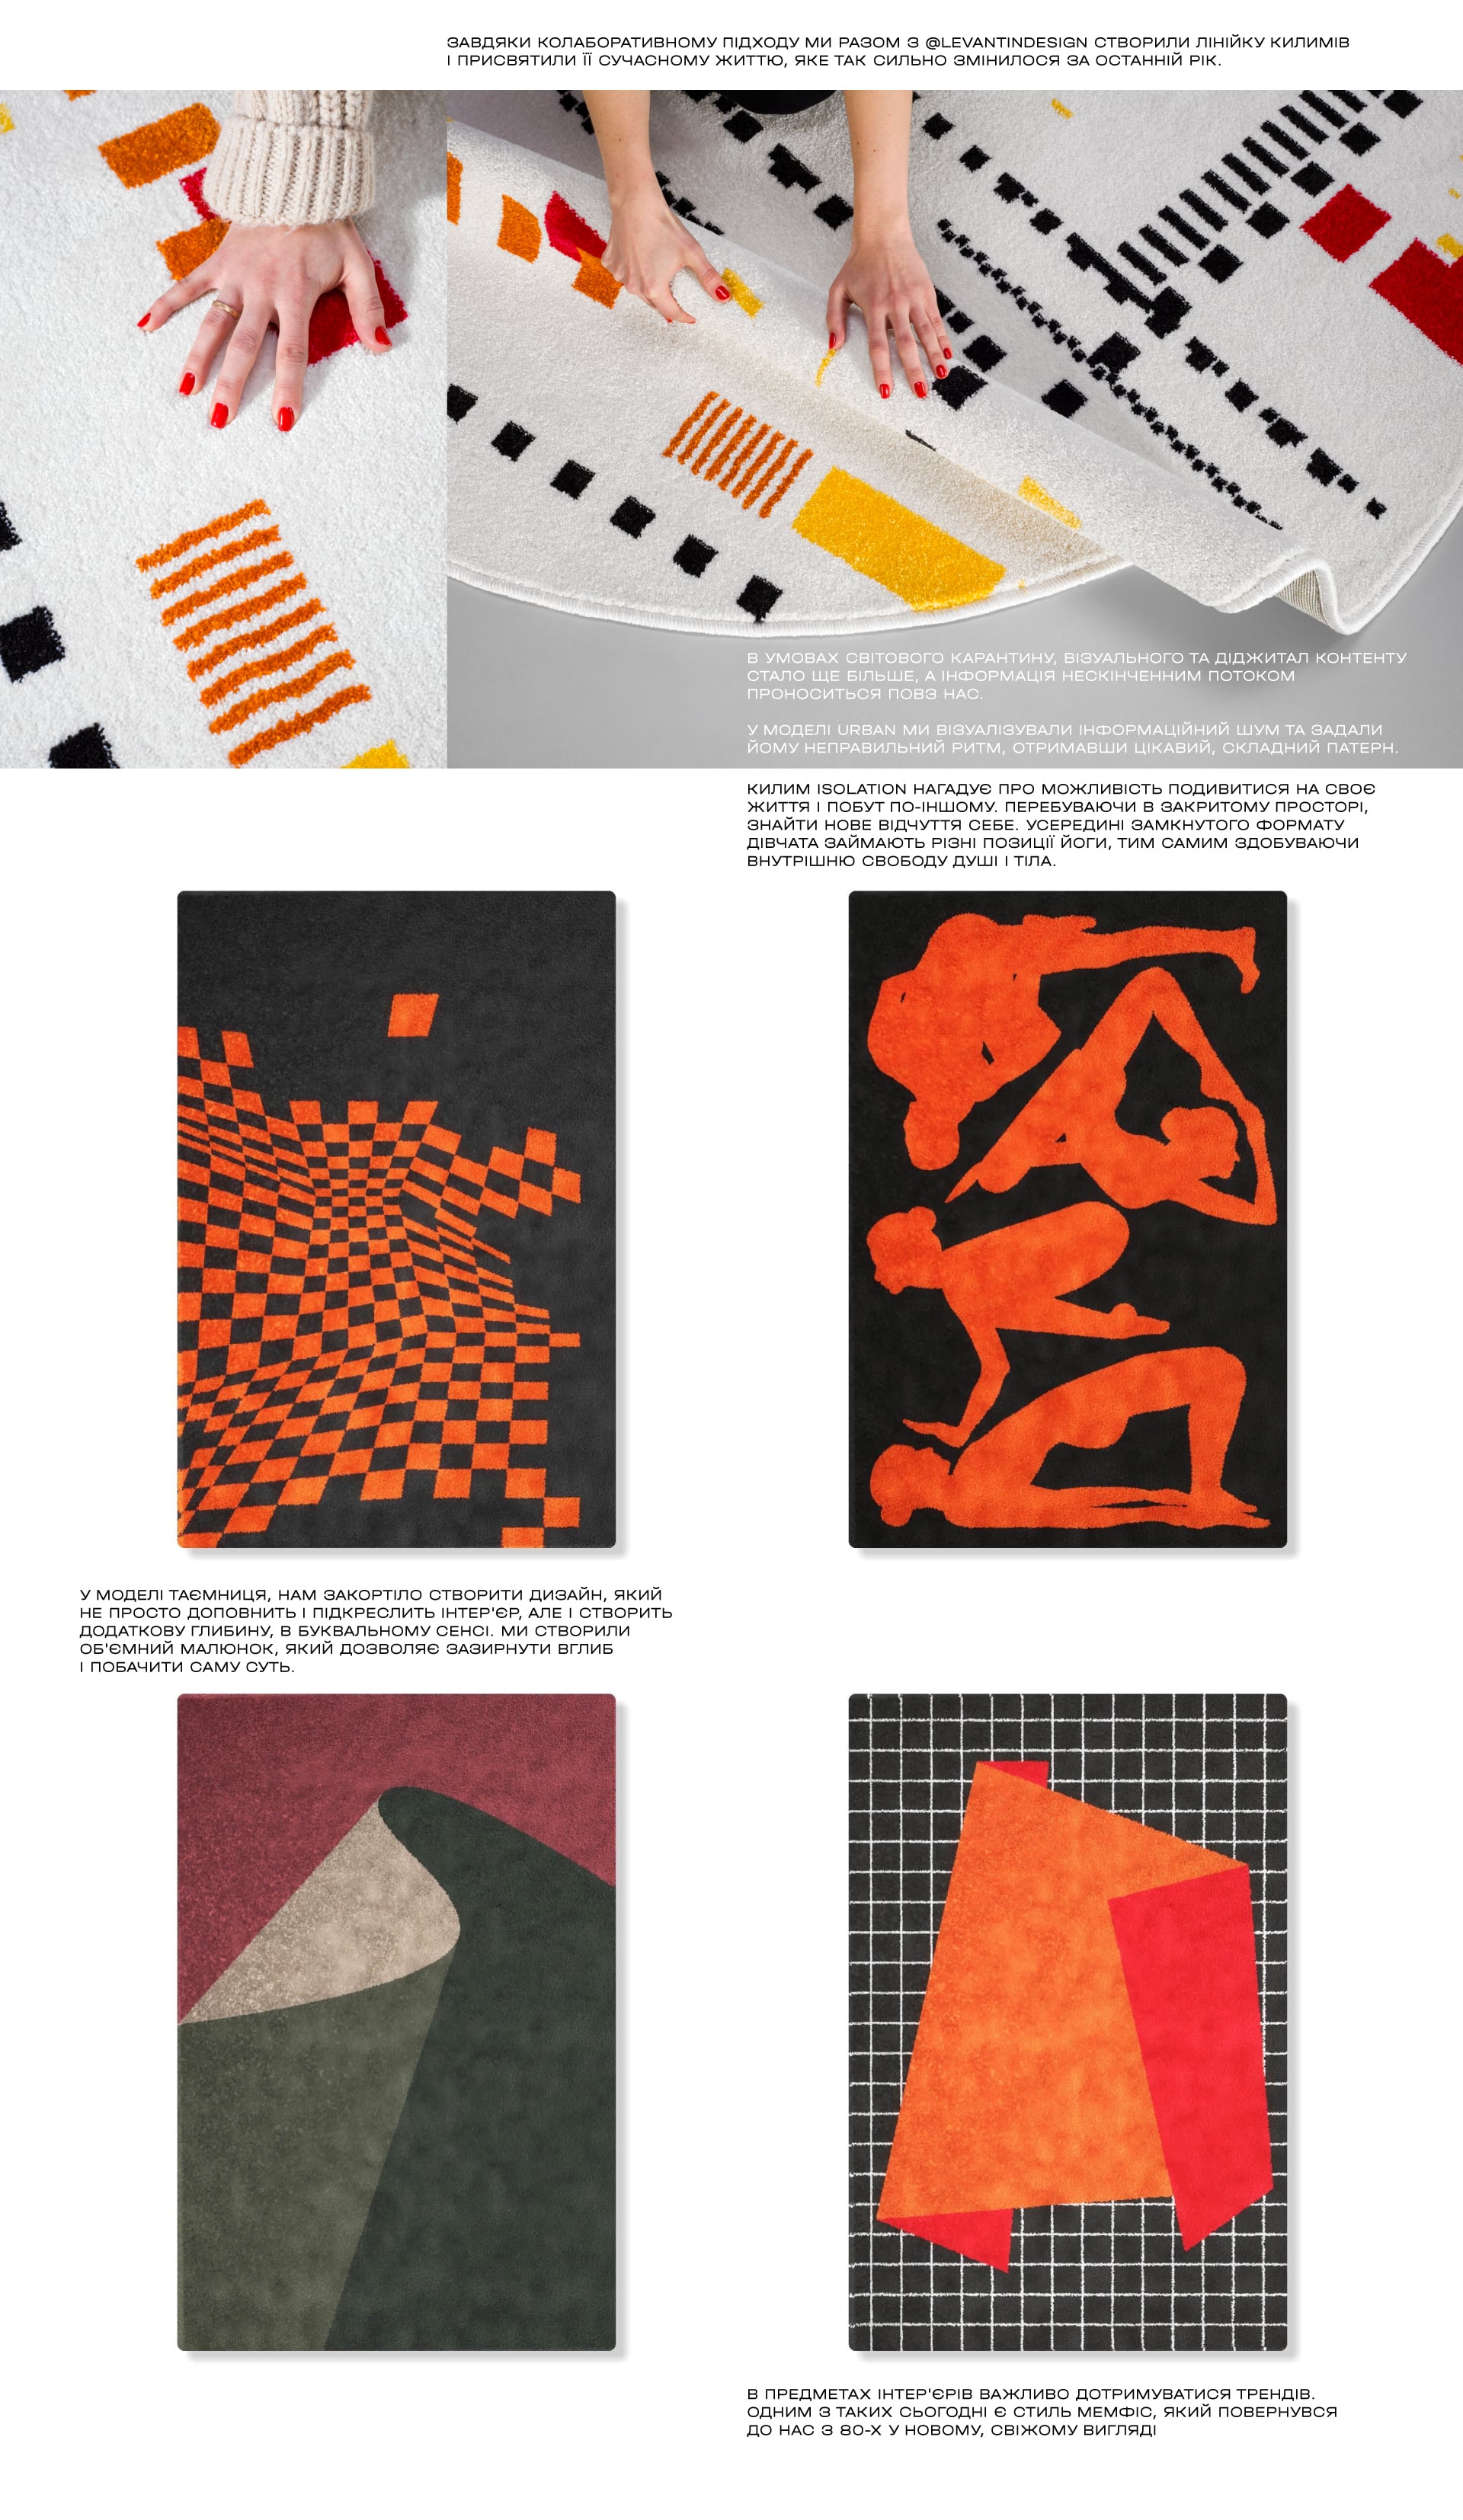 ЗАВДЯКИ КОЛАБОРАТИВНОМУ ПІДХОДУ МИ РАЗОМ З @LEVANTINDESIGN СТВОРИЛИ ЛІНІЙКУ КИЛИМІВ
І ПРИСВЯТИЛИ ЇЇ СУЧАСНОМУ ЖИТТЮ, ЯКЕ ТАК СИЛЬНО ЗМІНИЛОСЯ ЗА ОСТАННІЙ РІК.
В УМОВАХ СВІТОВОГО КАРАНТИНУ, ВІЗУАЛЬНОГО ТА ДІДЖИТАЛ КОНТЕНТУ
СТАЛО ЩЕ БІЛЬШЕ, А ІНФОРМАЦІЯ НЕСКІНЧЕННИМ ПОТОКОМ
ПРОНОСИТЬСЯ ПОВЗ НАС.
У МОДЕЛІ URBAN МИ ВІЗУАЛІЗУВАЛИ ІНФОРМАЦІЙНИЙ ШУМ ТА ЗАДАЛИ
ЙОМУ НЕПРАВИЛЬНИЙ РИТМ, ОТРИМАВШИ ЦІКАВИЙ, СКЛАДНИЙ ПАТЕРН.
КИЛИМ ISOLATION НАГАДУЄ ПРО МОЖЛИВІСТЬ ПОДИВИТИСЯ НА СВОЄ
ЖИТТЯ І ПОБУТ ПО-ІНШОМУ. ПЕРЕБУВАЮЧИ В ЗАКРИТОМУ ПРОСТОРІ,
ЗНАЙТИ НОВЕ ВІДЧУТТЯ СЕБЕ. УСЕРЕДИНІ ЗАМКНУТОГО ФОРМАТУ
ДІВЧАТА ЗАЙМАЮТЬ РІЗНІ ПОЗИЦІЇ ЙОГИ, ТИМ САМИМ ЗДОБУВАЮЧИ
ВНУТРІШНЮ СВОБОДУ ДУШІ І ТІЛА.
У МОДЕЛІ ТАЄМНИЦЯ, НАМ ЗАКОРТІЛО СТВОРИТИ ДИЗАЙН, ЯКИЙ
НЕ ПРОСТО ДОПОВНИТЬ І ПІДКРЕСЛИТЬ ІНТЕР'ЄР, АЛЕ І СТВОРИТЬ
ДОДАТКОВУ ГЛИБИНУ, В БУКВАЛЬНОМУ СЕНСІ. МИ СТВОРИЛИ
ОБ'ЄМНИЙ МАЛЮНОК, ЯКИЙ ДОЗВОЛЯЄ ЗАЗИРНУТИ ВГЛИБ
І ПОБАЧИТИ САМУ СУТЬ.
В ПРЕДМЕТАХ ІНТЕР'ЄРІВ ВАЖЛИВО ДОТРИМУВАТИСЯ ТРЕНДІВ.
ОДНИМ З ТАКИХ СЬОГОДНІ Є СТИЛЬ МЕМФІС, ЯКИЙ ПОВЕРНУВСЯ
ДО НАС З 80-Х У НОВОМУ, СВІЖОМУ ВИГЛЯДІ